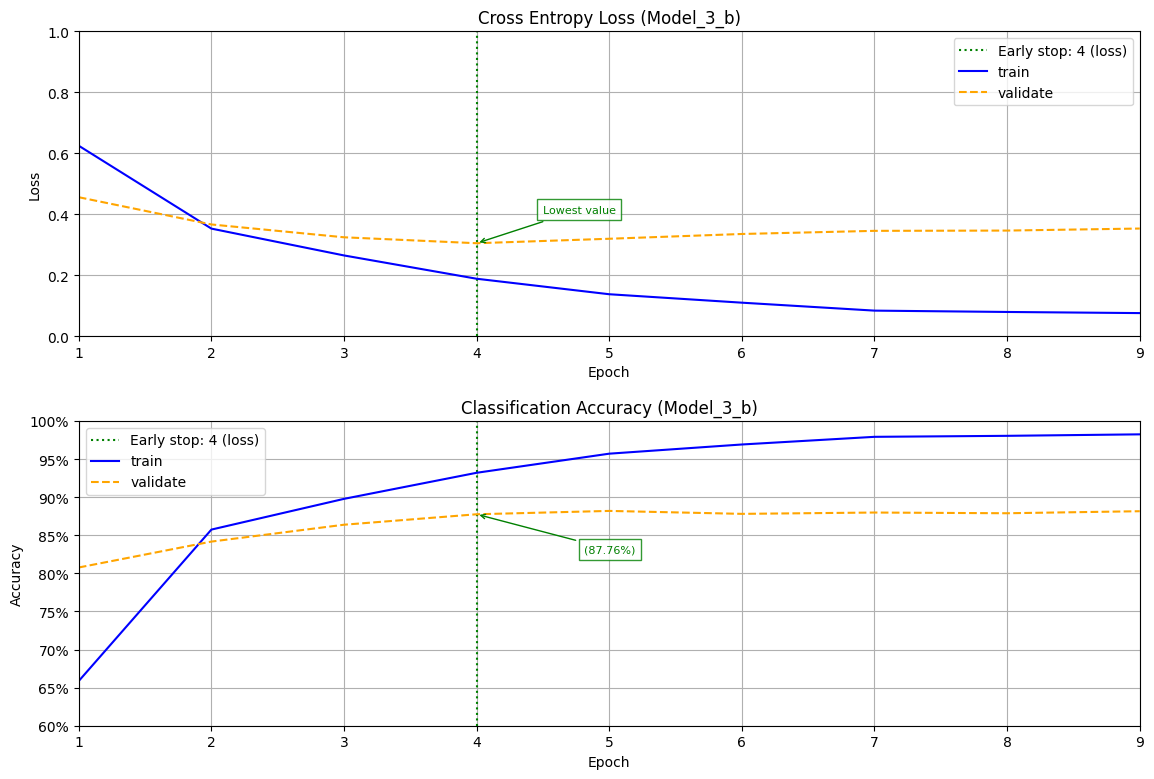 Cross Entropy Loss (Model_3_b)
1.0
0.8
0.6
0.4
0.2
0.0
Loss
Early stop: 4 (loss)
train
validate
Lowest value
1 2 3 4 5 6 7 8 9
Epoch
Classification Accuracy (Model_3_b)
100%
95%
90%
85%
80%
75%
70%
65%
60%
Accuracy
Early stop: 4 (loss)
train
validate
(87.76%)
1 2 3 4 5 6 7 8 9
Epoch